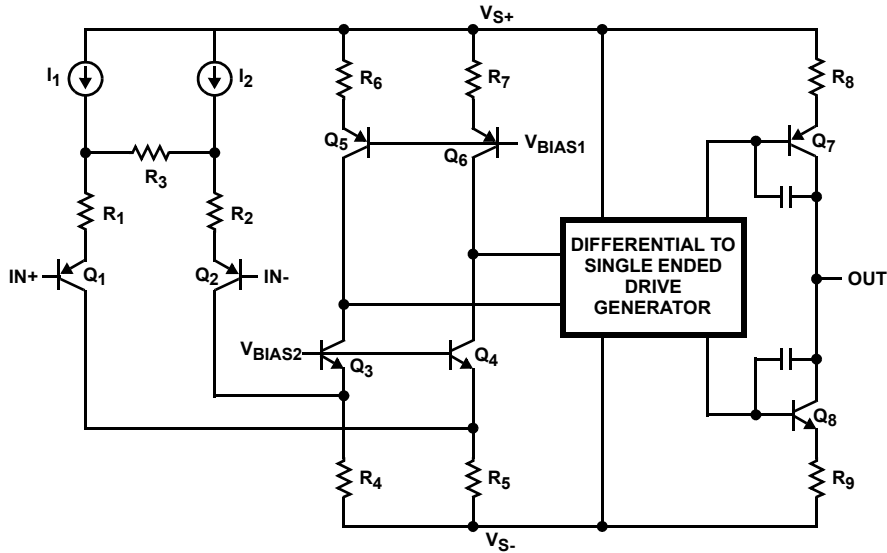 VS+
I1
I2
R6
R7
R8
Q5
Q6
VBIAS1
Q7
R3
R1
R2
IN+
Q1
Q2
IN-
DIFFERENTIAL TO
SINGLE ENDED
DRIVE
GENERATOR
OUT
VBIAS2
Q3
Q4
Q8
R4
R5
R9
VS-